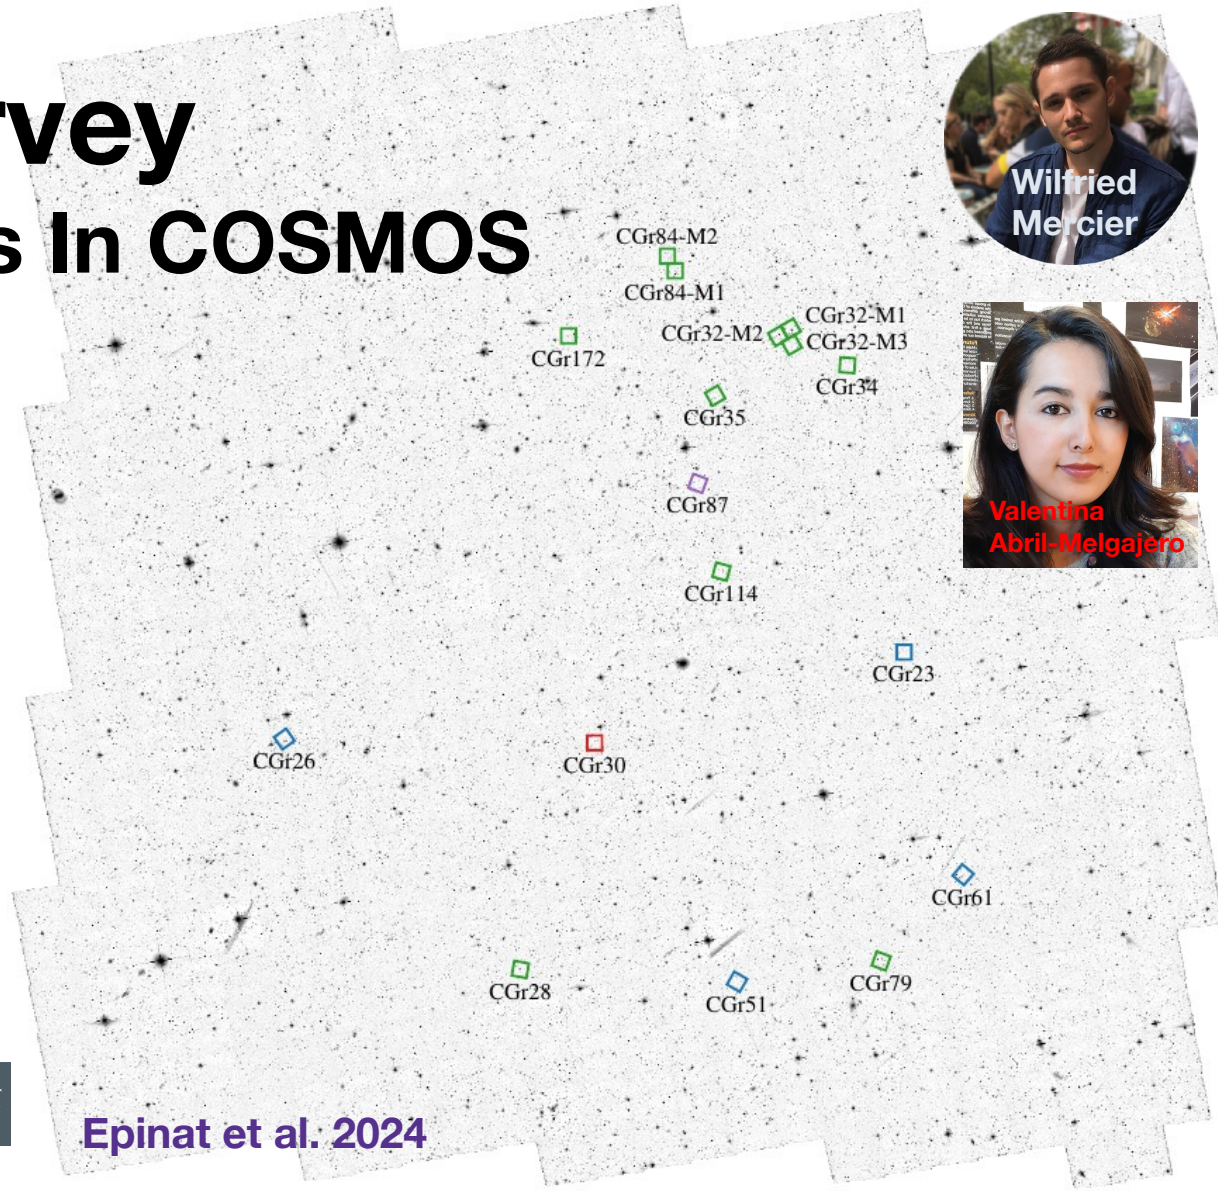 rvey
s In COSMOS
Wilfried
Mercier
CGr84-M2
CGr84-M1
CGr32-M1
CGr32-M2
CGr32-M3
CGr172
CGr34
CGr35
CGr87
Valentina
Abril-Melgajero
CGr114
CGr23
CGr26
CGr30
CGr61
CGr79
CGr28
CGr51
Epinat et al. 2024